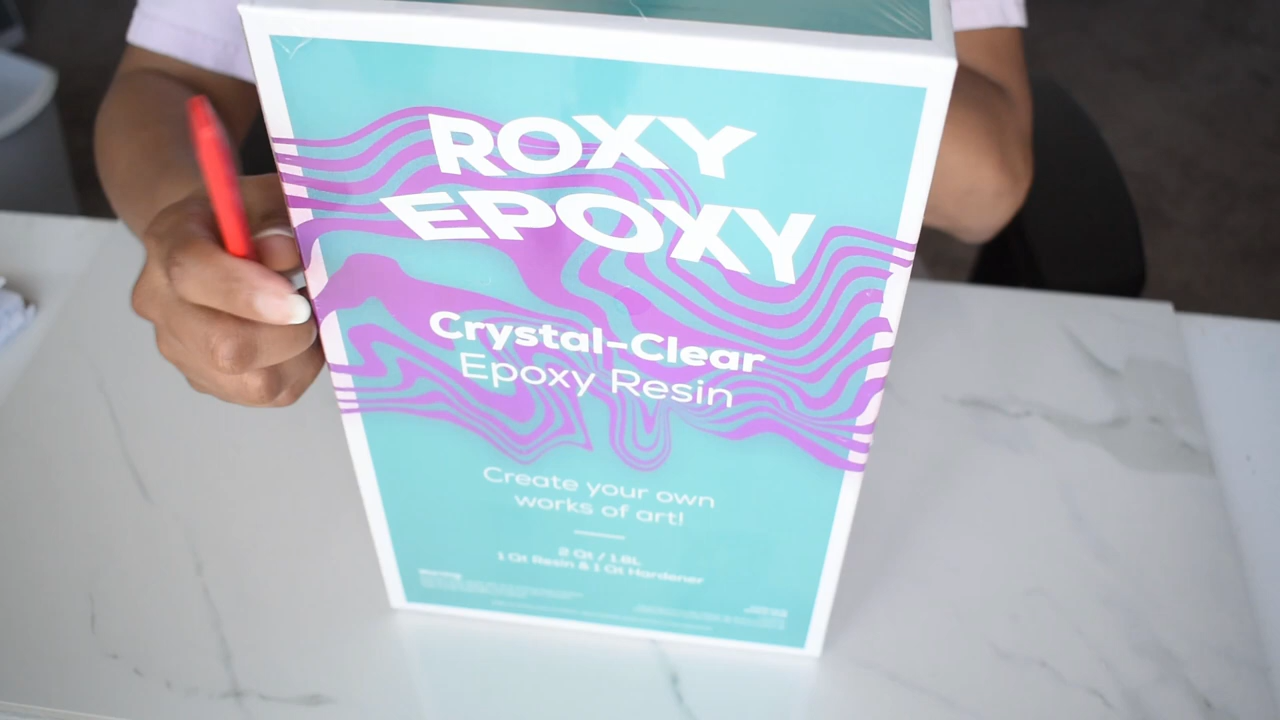 ROXY
EPOXY
Crystal-Clear
Epoxy Resin
Create your own
works of art!
2 Qt / 1.8L
1 Qt Resin & 1 Qt Hardener